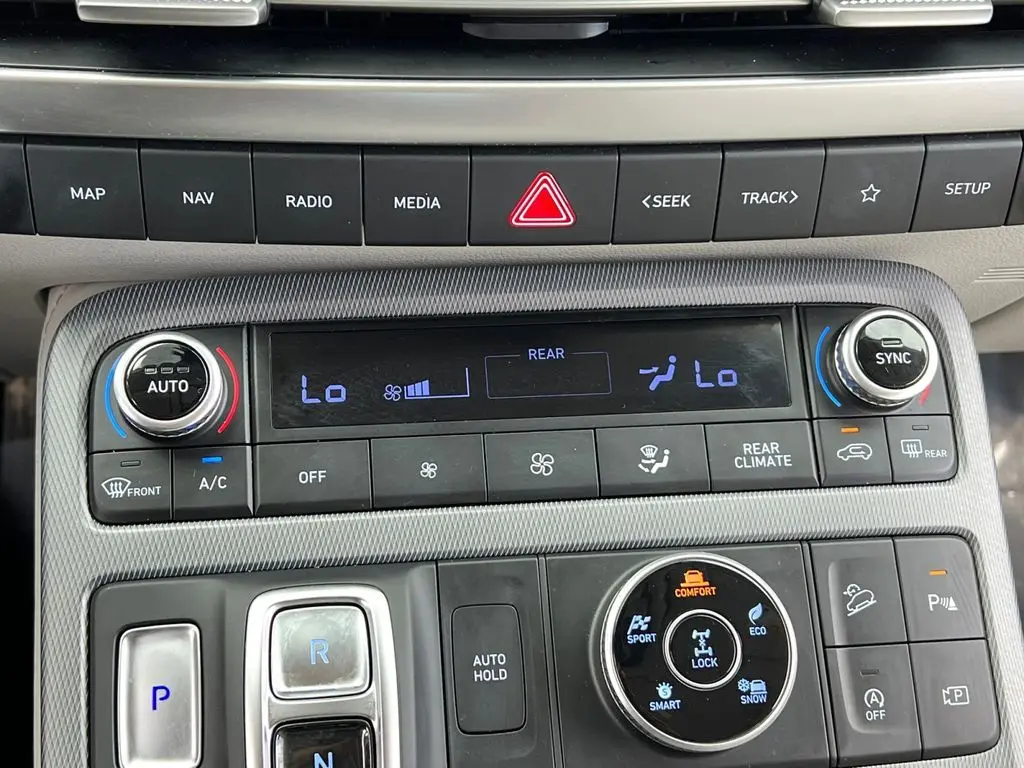 MAP
NAV
RADIO
MEDIA
<SEEK
TRACK>
SETUP
AUTO
Lo
REAR
Lo
SYNC
FRONT
A/C
OFF
REAR
CLIMATE
REAR
P
R
N
AUTO
HOLD
COMFORT
SPORT
ECO
LOCK
SMART
SNOW
P
A
OFF
P